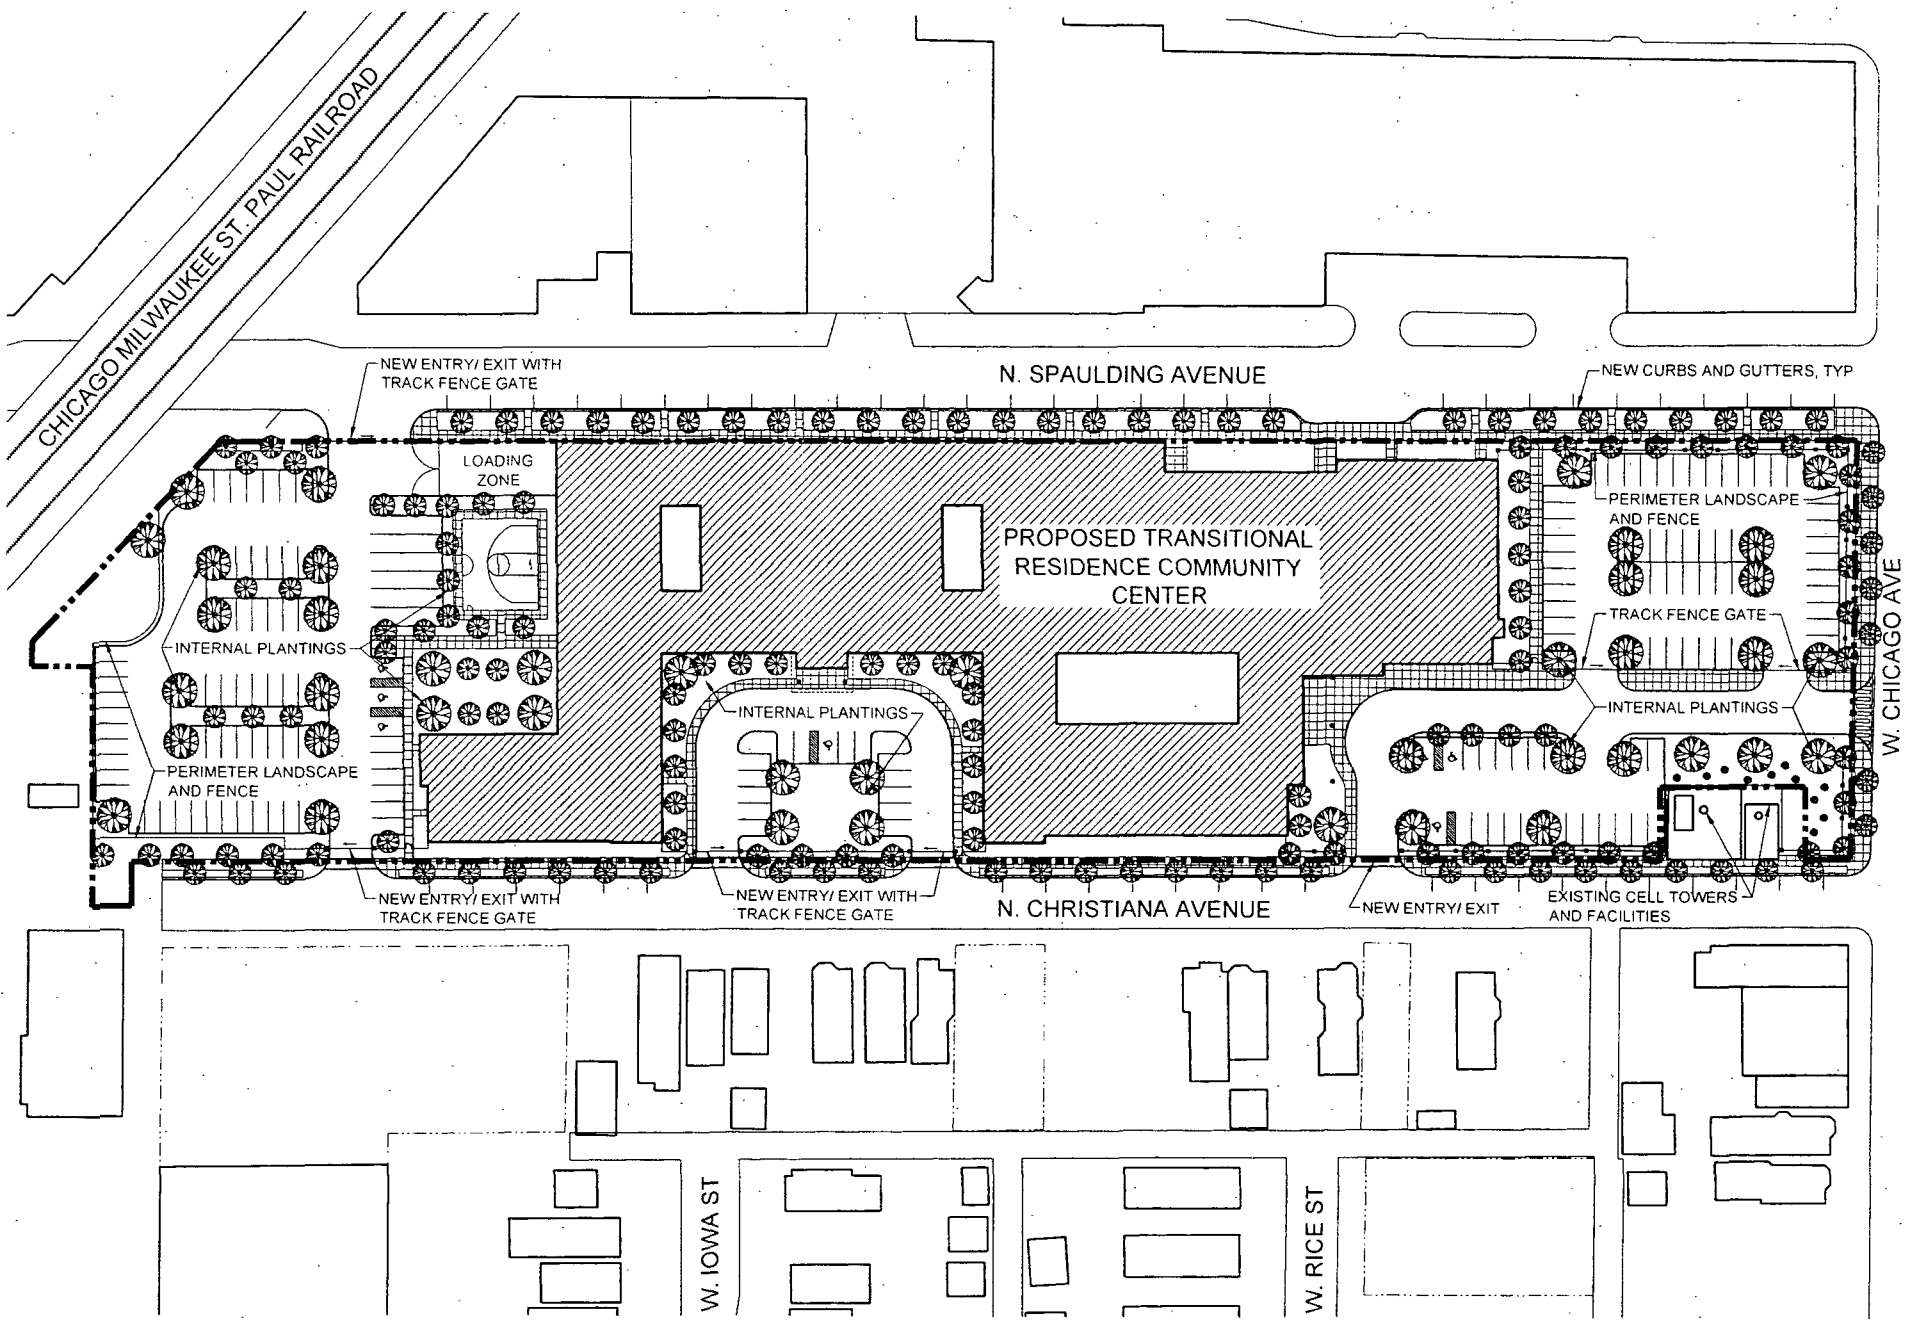 CHICAGO MILWAUKEE ST. PAUL RAILROAD
NEW ENTRY/ EXIT WITH
TRACK FENCE GATE
N. SPAULDING AVENUE
NEW CURBS AND GUTTERS, TYP
LOADING
ZONE
PROPOSED TRANSITIONAL
RESIDENCE COMMUNITY
CENTER
PERIMETER LANDSCAPE
AND FENCE
TRACK FENCE GATE
W. CHICAGO AVE
INTERNAL PLANTINGS
INTERNAL PLANTINGS
INTERNAL PLANTINGS
PERIMETER LANDSCAPE
AND FENCE
NEW ENTRY/ EXIT WITH
TRACK FENCE GATE
NEW ENTRY/ EXIT WITH
TRACK FENCE GATE
N. CHRISTIANA AVENUE
NEW ENTRY/ EXIT
EXISTING CELL TOWERS
AND FACILITIES
W. IOWA ST
W. RICE ST